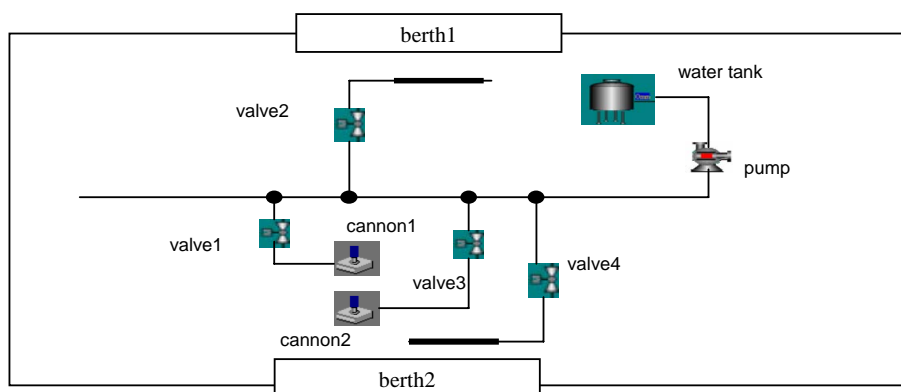 berth1
water tank
valve2
pump
cannon1
valve1
valve3
valve4
cannon2
berth2